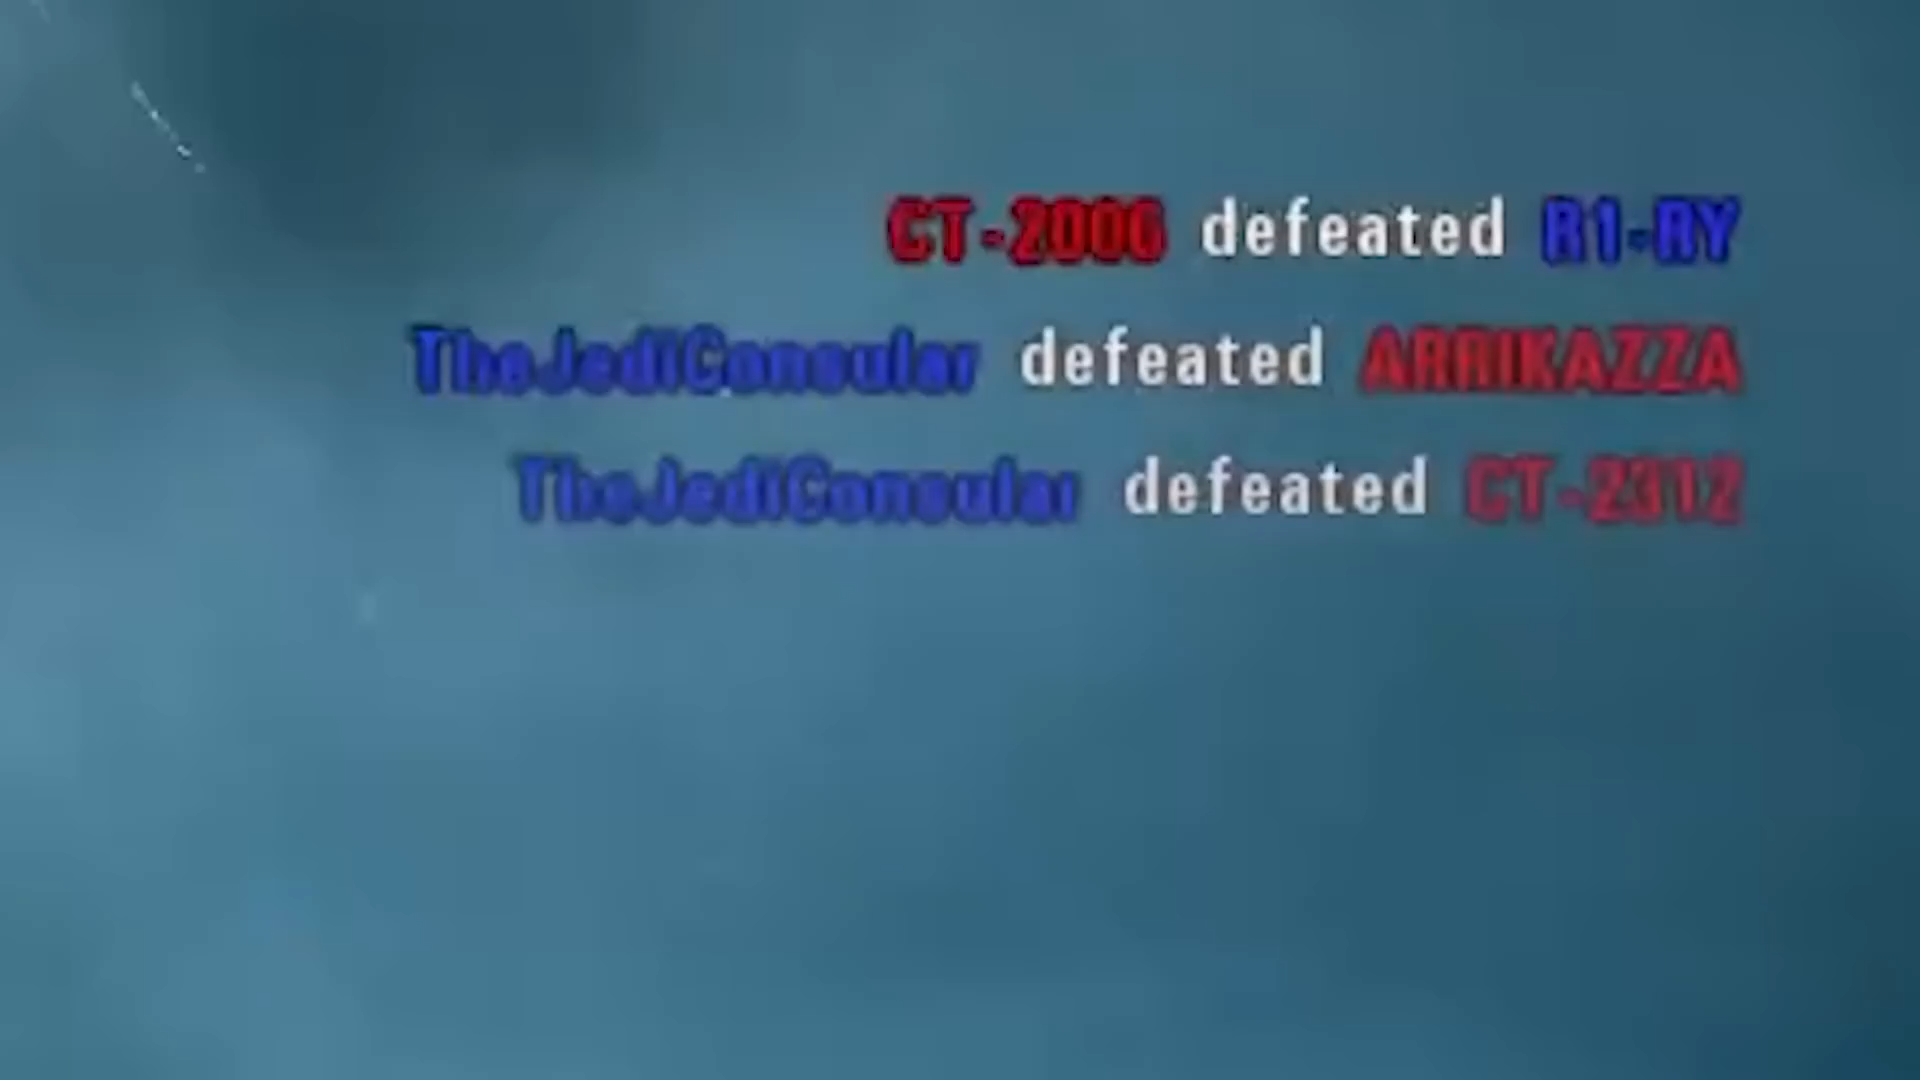 CT-2006 defeated R1-RY
TheJediConsular defeated ARRIKAZZA
TheJediConsular defeated CT-2312